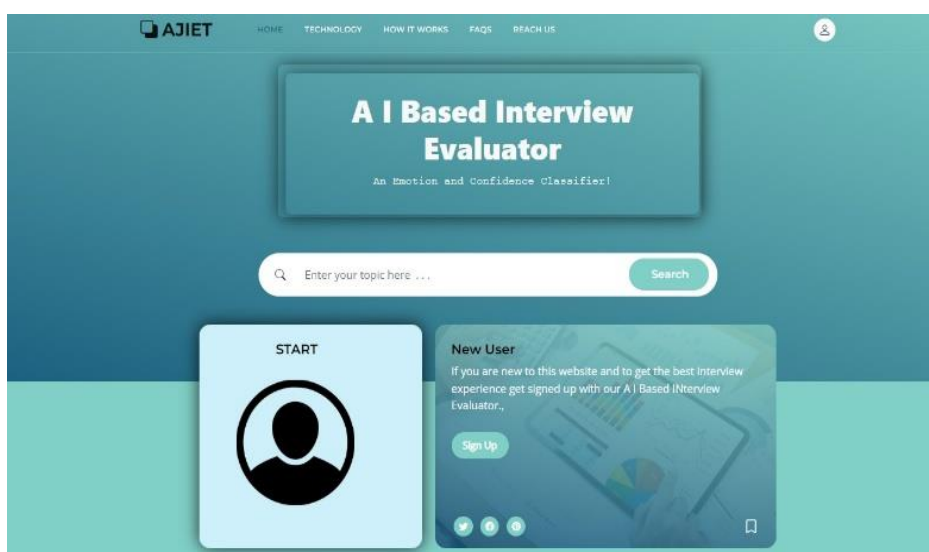 AJIET
HOME TECHNOLOGY HOW IT WORKS FAQS REACH US
A I Based Interview
Evaluator
An Emotion and Confidence Classifier!
Enter your topic here . . .
Search
START
New User
If you are new to this website and to get the best interview
experience get signed up with our A I Based INterview
Evaluator.,
Sign Up